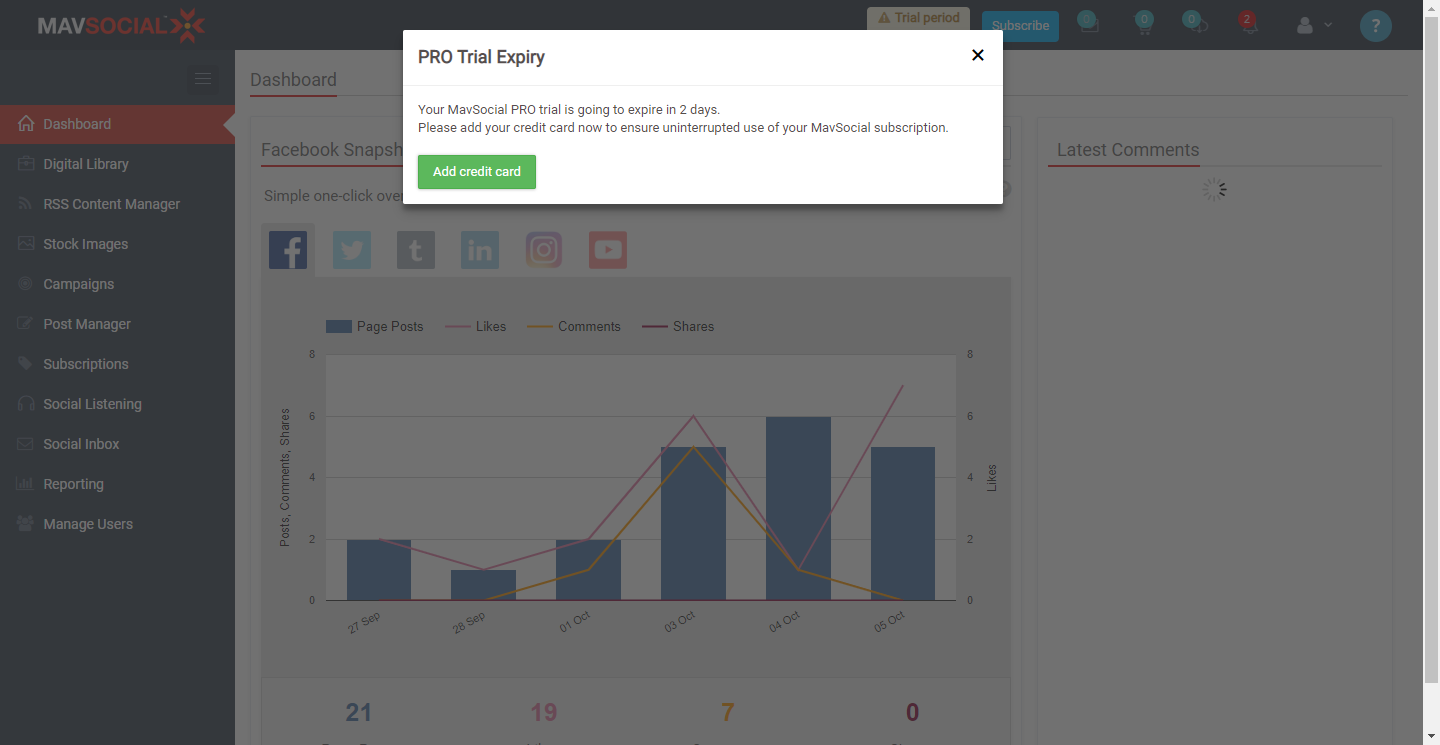 MAVSOCIAL
Trial period
Subscribe
0
0
0
2
?
PRO Trial Expiry
Your MavSocial PRO trial is going to expire in 2 days.
Please add your credit card now to ensure uninterrupted use of your MavSocial subscription.
Add credit card
Dashboard
Digital Library
RSS Content Manager
Stock Images
Campaigns
Post Manager
Subscriptions
Social Listening
Social Inbox
Reporting
Manage Users
Dashboard
Facebook Snapsh
Simple one-click over
Page Posts
Likes
Comments
Shares
8
6
4
2
0
Posts, Comments, Shares
8
6
4
2
0
Likes
27 Sep
28 Sep
01 Oct
03 Oct
04 Oct
05 Oct
21
19
7
0
Latest Comments